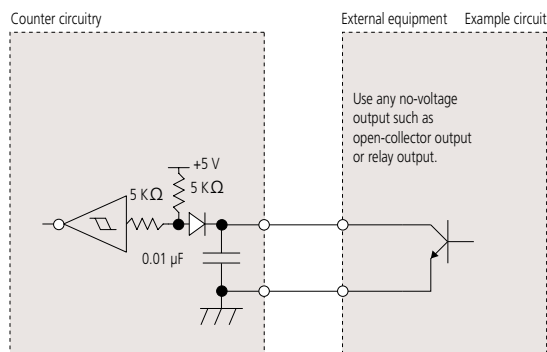 Counter circuitry
External equipment Example circuit
Use any no-voltage
output such as
open-collector output
or relay output.
+5 V
5 KΩ
5 KΩ
0.01 µF